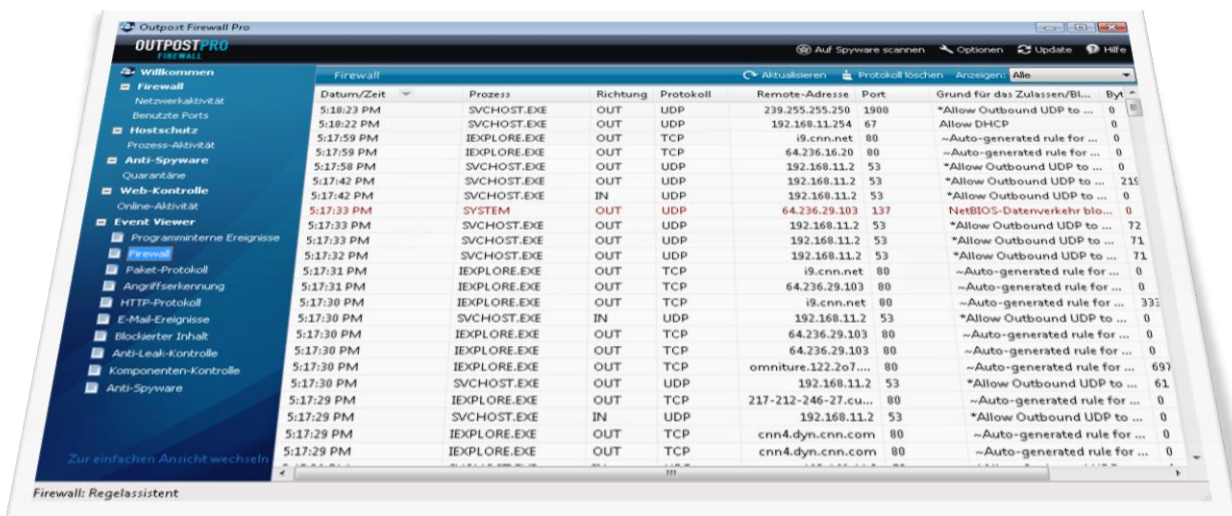 Outpost Firewall Pro
OUTPOSTPRO
FIREWALL
Auf Spyware scannen Optionen Update Hilfe
Willkommen
Firewall
Netzwerkaktivität
Benutzte Ports
Hostschutz
Prozess-Aktivität
Anti-Spyware
Quarantäne
Web-Kontrolle
Online-Aktivität
Event Viewer
Programminterne Ereignisse
Firewall
Paket-Protokoll
Angriffserkennung
HTTP-Protokoll
E-Mail-Ereignisse
Blockierter Inhalt
Anti-Leak-Kontrolle
Komponenten-Kontrolle
Anti-Spyware
Zur einfachen Ansicht wechseln
Firewall Aktualisieren Protokoll löschen Anzeigen: Alle
Datum/Zeit Prozess Richtung Protokoll Remote-Adresse Port Grund für das Zulassen/Bl... Byt
5:18:23 PM SVCHOST.EXE OUT UDP 239.255.255.250 1900 *Allow Outbound UDP to ... 0
5:18:22 PM SVCHOST.EXE OUT UDP 192.168.11.254 67 Allow DHCP 0
5:17:59 PM IEXPLORE.EXE OUT TCP i9.cnn.net 80 ~Auto-generated rule for ... 0
5:17:59 PM IEXPLORE.EXE OUT TCP 64.236.16.20 80 ~Auto-generated rule for ... 0
5:17:58 PM SVCHOST.EXE OUT UDP 192.168.11.2 53 *Allow Outbound UDP to ... 0
5:17:42 PM SVCHOST.EXE OUT UDP 192.168.11.2 53 *Allow Outbound UDP to ... 219
5:17:42 PM SVCHOST.EXE IN UDP 192.168.11.2 53 *Allow Outbound UDP to ... 0
5:17:33 PM SYSTEM OUT UDP 64.236.29.103 137 NetBIOS-Datenverkehr blo... 0
5:17:33 PM SVCHOST.EXE OUT UDP 192.168.11.2 53 *Allow Outbound UDP to ... 72
5:17:33 PM SVCHOST.EXE OUT UDP 192.168.11.2 53 *Allow Outbound UDP to ... 71
5:17:32 PM SVCHOST.EXE OUT UDP 192.168.11.2 53 *Allow Outbound UDP to ... 71
5:17:31 PM IEXPLORE.EXE OUT TCP i9.cnn.net 80 ~Auto-generated rule for ... 0
5:17:31 PM IEXPLORE.EXE OUT TCP 64.236.29.103 80 ~Auto-generated rule for ... 0
5:17:30 PM IEXPLORE.EXE OUT TCP i9.cnn.net 80 ~Auto-generated rule for ... 333
5:17:30 PM SVCHOST.EXE IN UDP 192.168.11.2 53 *Allow Outbound UDP to ... 0
5:17:30 PM IEXPLORE.EXE OUT TCP 64.236.29.103 80 ~Auto-generated rule for ... 0
5:17:30 PM IEXPLORE.EXE OUT TCP 64.236.29.103 80 ~Auto-generated rule for ... 0
5:17:30 PM IEXPLORE.EXE OUT TCP omniture.122.2o7.... 80 ~Auto-generated rule for ... 697
5:17:30 PM SVCHOST.EXE OUT UDP 192.168.11.2 53 *Allow Outbound UDP to ... 61
5:17:29 PM IEXPLORE.EXE OUT TCP 217-212-246-27.cu... 80 ~Auto-generated rule for ... 0
5:17:29 PM SVCHOST.EXE IN UDP 192.168.11.2 53 *Allow Outbound UDP to ... 0
5:17:29 PM IEXPLORE.EXE OUT TCP cnn4.dyn.cnn.com 80 ~Auto-generated rule for ... 0
5:17:29 PM IEXPLORE.EXE OUT TCP cnn4.dyn.cnn.com 80 ~Auto-generated rule for ... 0
Firewall: Regelassistent